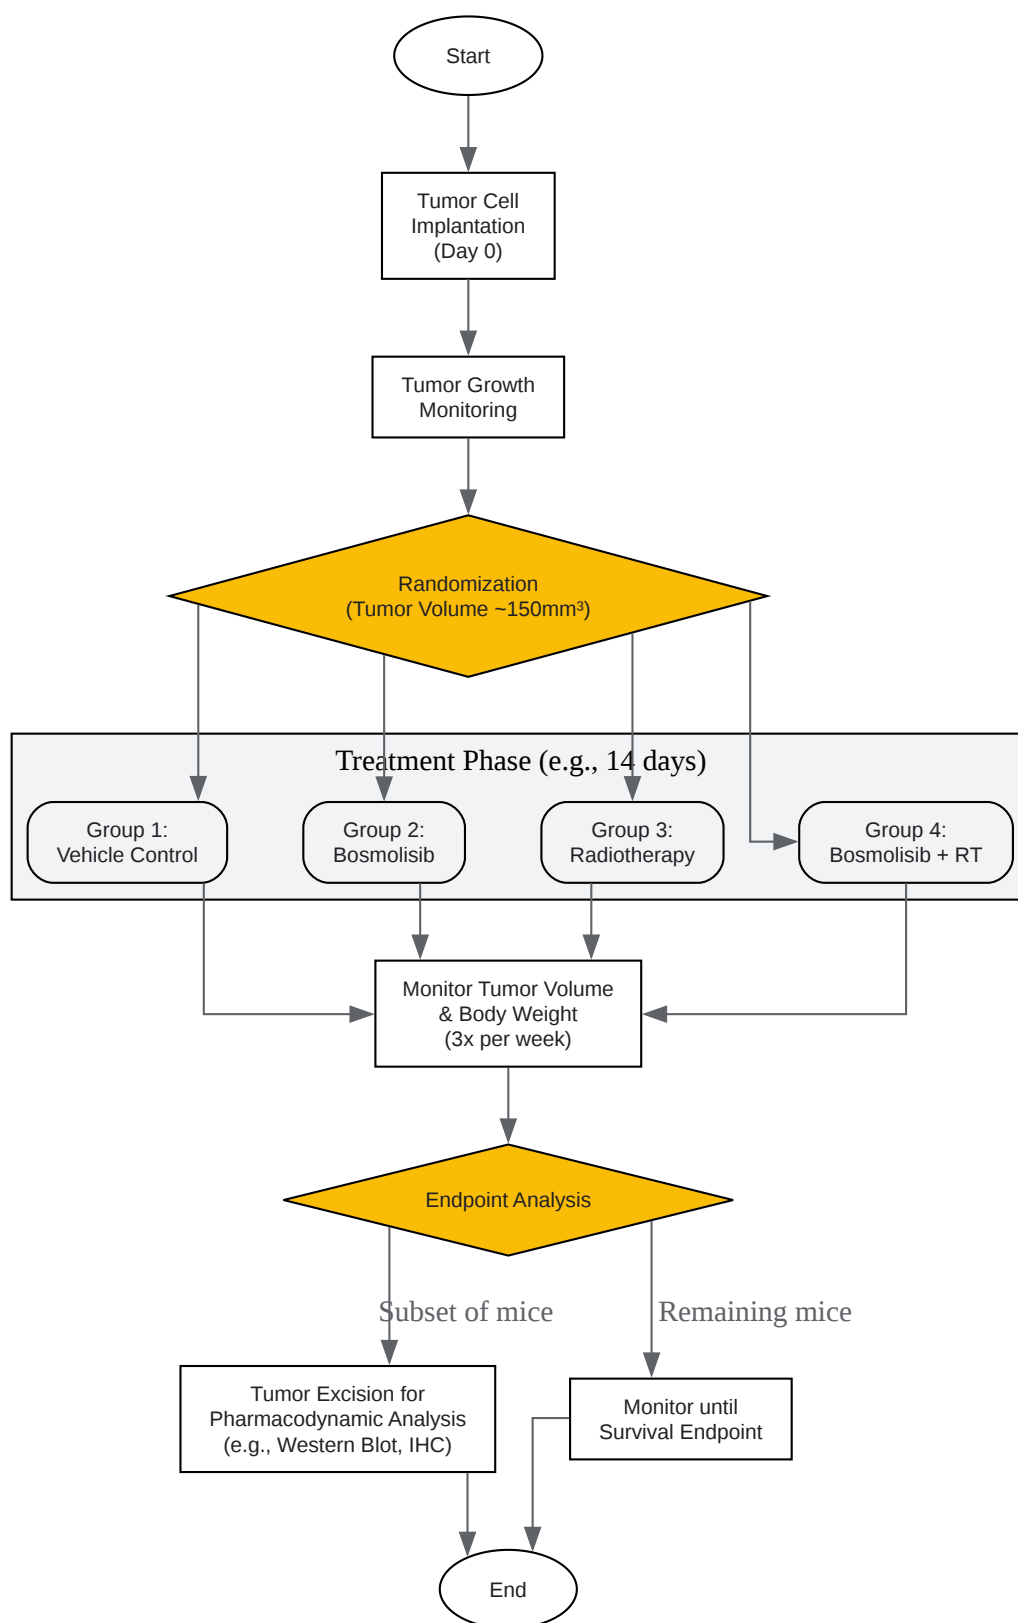 Start
Tumor Cell
Implantation
(Day 0)
Tumor Growth
Monitoring
Randomization
(Tumor Volume ~150mm³)
Treatment Phase (e.g., 14 days)
Group 1:
Vehicle Control
Group 2:
Bosmolisib
Group 3:
Radiotherapy
Group 4:
Bosmolisib + RT
Monitor Tumor Volume
& Body Weight
(3x per week)
Endpoint Analysis
Subset of mice
Remaining mice
Tumor Excision for
Pharmacodynamic Analysis
(e.g., Western Blot, IHC)
Monitor until
Survival Endpoint
End